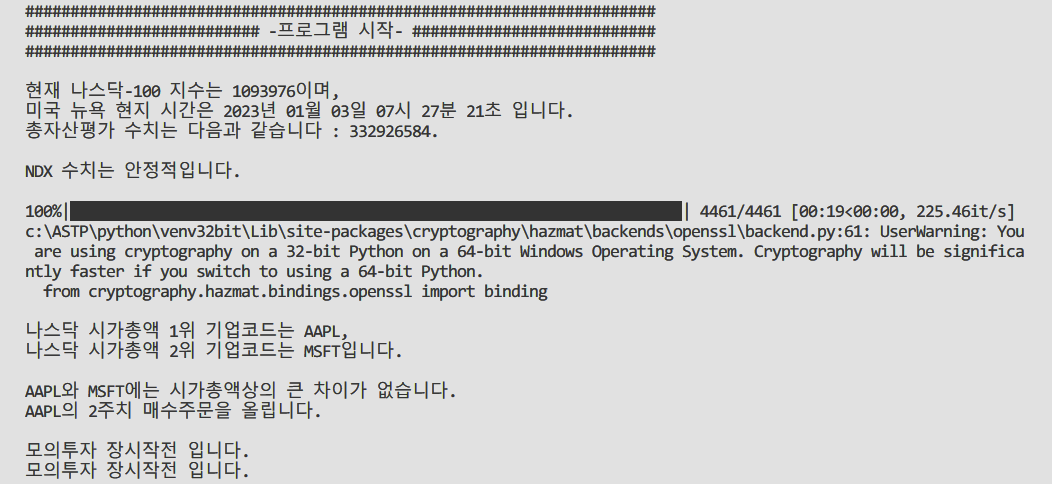 ######################################################################
########################## -프로그램 시작- ###########################
######################################################################
현재 나스닥-100 지수는 1093976이며,
미국 뉴욕 현지 시간은 2023년 01월 03일 07시 27분 21초 입니다.
총자산평가 수치는 다음과 같습니다 : 332926584.
NDX 수치는 안정적입니다.
100%|████████████████████████████████████████████████████████████████████| 4461/4461 [00:19<00:00, 225.46it/s]
c:\ASTP\python\venv32bit\Lib\site-packages\cryptography\hazmat\backends\openssl\backend.py:61: UserWarning: You
 are using cryptography on a 32-bit Python on a 64-bit Windows Operating System. Cryptography will be significa
ntly faster if you switch to using a 64-bit Python.
  from cryptography.hazmat.bindings.openssl import binding
나스닥 시가총액 1위 기업코드는 AAPL,
나스닥 시가총액 2위 기업코드는 MSFT입니다.
AAPL와 MSFT에는 시가총액상의 큰 차이가 없습니다.
AAPL의 2주치 매수주문을 올립니다.
모의투자 장시작전 입니다.
모의투자 장시작전 입니다.